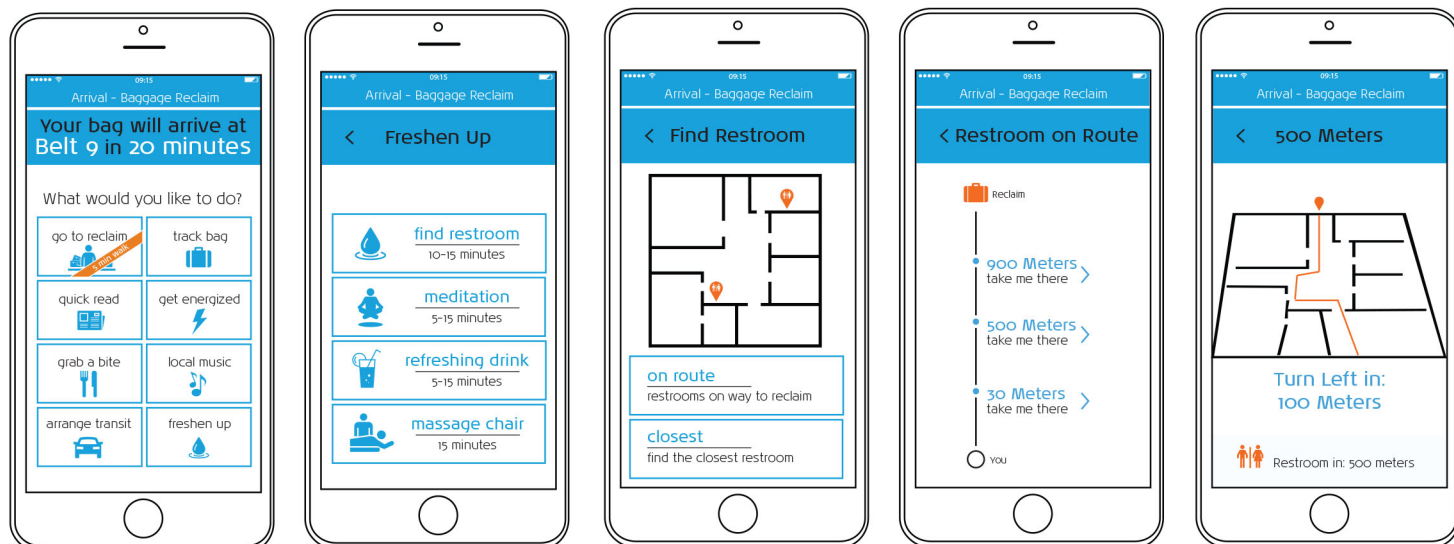 09:15
Arrival - Baggage Reclaim
Your bag will arrive at
Belt 9 in 20 minutes
What would you like to do?
go to reclaim
5 min walk
track bag
quick read
get energized
grab a bite
local music
arrange transit
freshen up
09:15
Arrival - Baggage Reclaim
< Freshen Up
find restroom
10-15 minutes
meditation
5-15 minutes
refreshing drink
5-15 minutes
massage chair
15 minutes
09:15
Arrival - Baggage Reclaim
< Find Restroom
on route
restrooms on way to reclaim
closest
find the closest restroom
09:15
Arrival - Baggage Reclaim
< Restroom on Route
Reclaim
900 Meters
take me there
500 Meters
take me there
30 Meters
take me there
You
09:15
Arrival - Baggage Reclaim
< 500 Meters
Turn Left in:
100 Meters
Restroom in: 500 meters